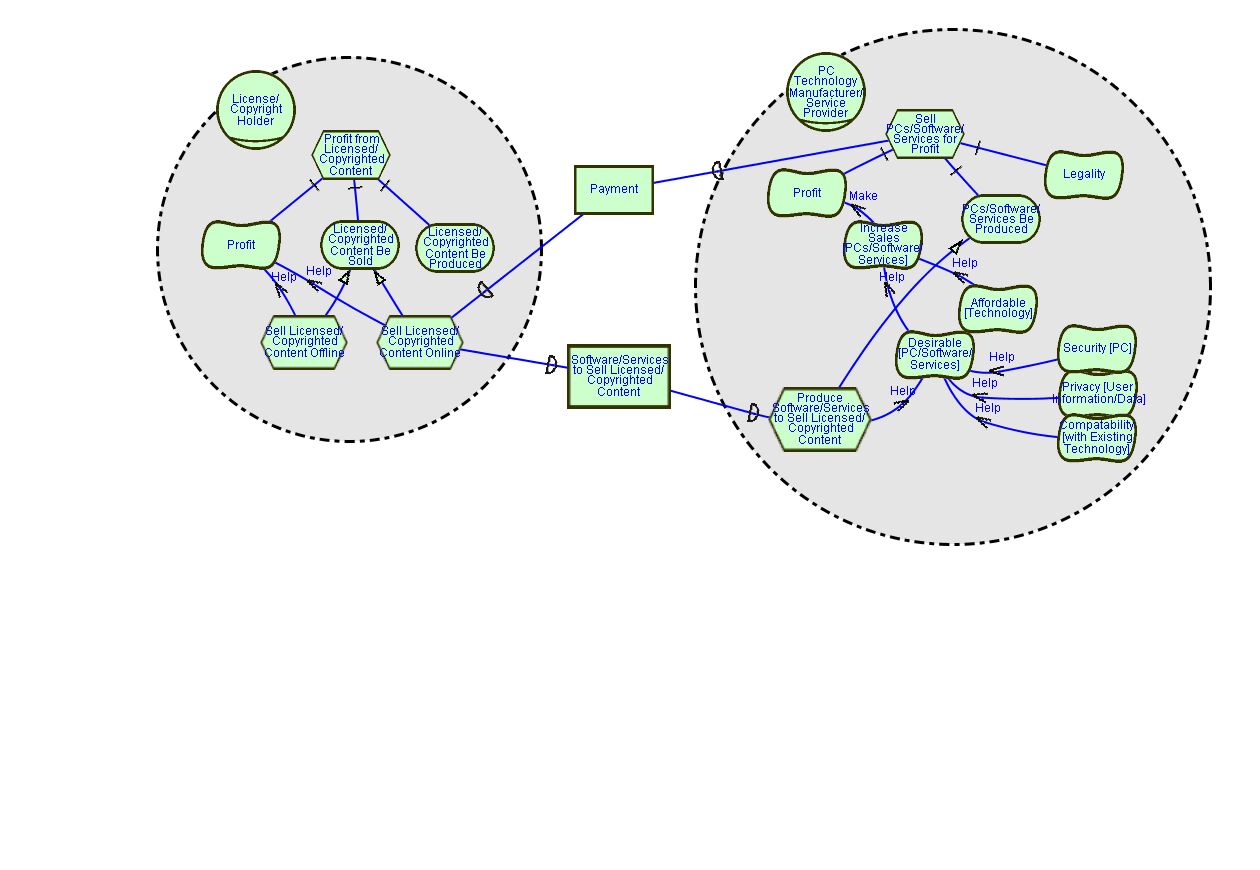 License/
Copyright
Holder
Profit from
Licensed/
Copyrighted
Content
Profit
Licensed/
Copyrighted
Content Be
Sold
Licensed/
Copyrighted
Content Be
Produced
Help
Help
Sell Licensed/
Copyrighted
Content Offline
Sell Licensed/
Copyrighted
Content Online
Payment
Software/Services
to Sell Licensed/
Copyrighted
Content
PC
Technology
Manufacturer/
Service
Provider
Sell
PCs/Software/
Services for
Profit
Profit
Make
Legality
PCs/Software/
Services Be
Produced
Increase
Sales
[PCs/Software/
Services]
Help
Help
Affordable
[Technology]
Desirable
[PC/Software/
Services]
Help
Security [PC]
Help
Privacy [User
Information/Data]
Help
Compatability
[with Existing
Technology]
Help
Produce
Software/Services
to Sell Licensed/
Copyrighted
Content